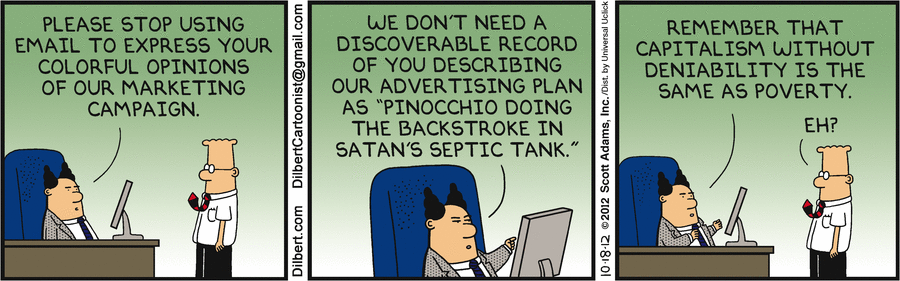 PLEASE STOP USING
EMAIL TO EXPRESS YOUR
COLORFUL OPINIONS
OF OUR MARKETING
CAMPAIGN.
Dilbert.com DilbertCartoonist@gmail.com
WE DON'T NEED A
DISCOVERABLE RECORD
OF YOU DESCRIBING
OUR ADVERTISING PLAN
AS "PINOCCHIO DOING
THE BACKSTROKE IN
SATAN'S SEPTIC TANK."
10-18-12 © 2012 Scott Adams, Inc. /Dist. by Universal Uclick
REMEMBER THAT
CAPITALISM WITHOUT
DENIABILITY IS THE
SAME AS POVERTY.
EH?